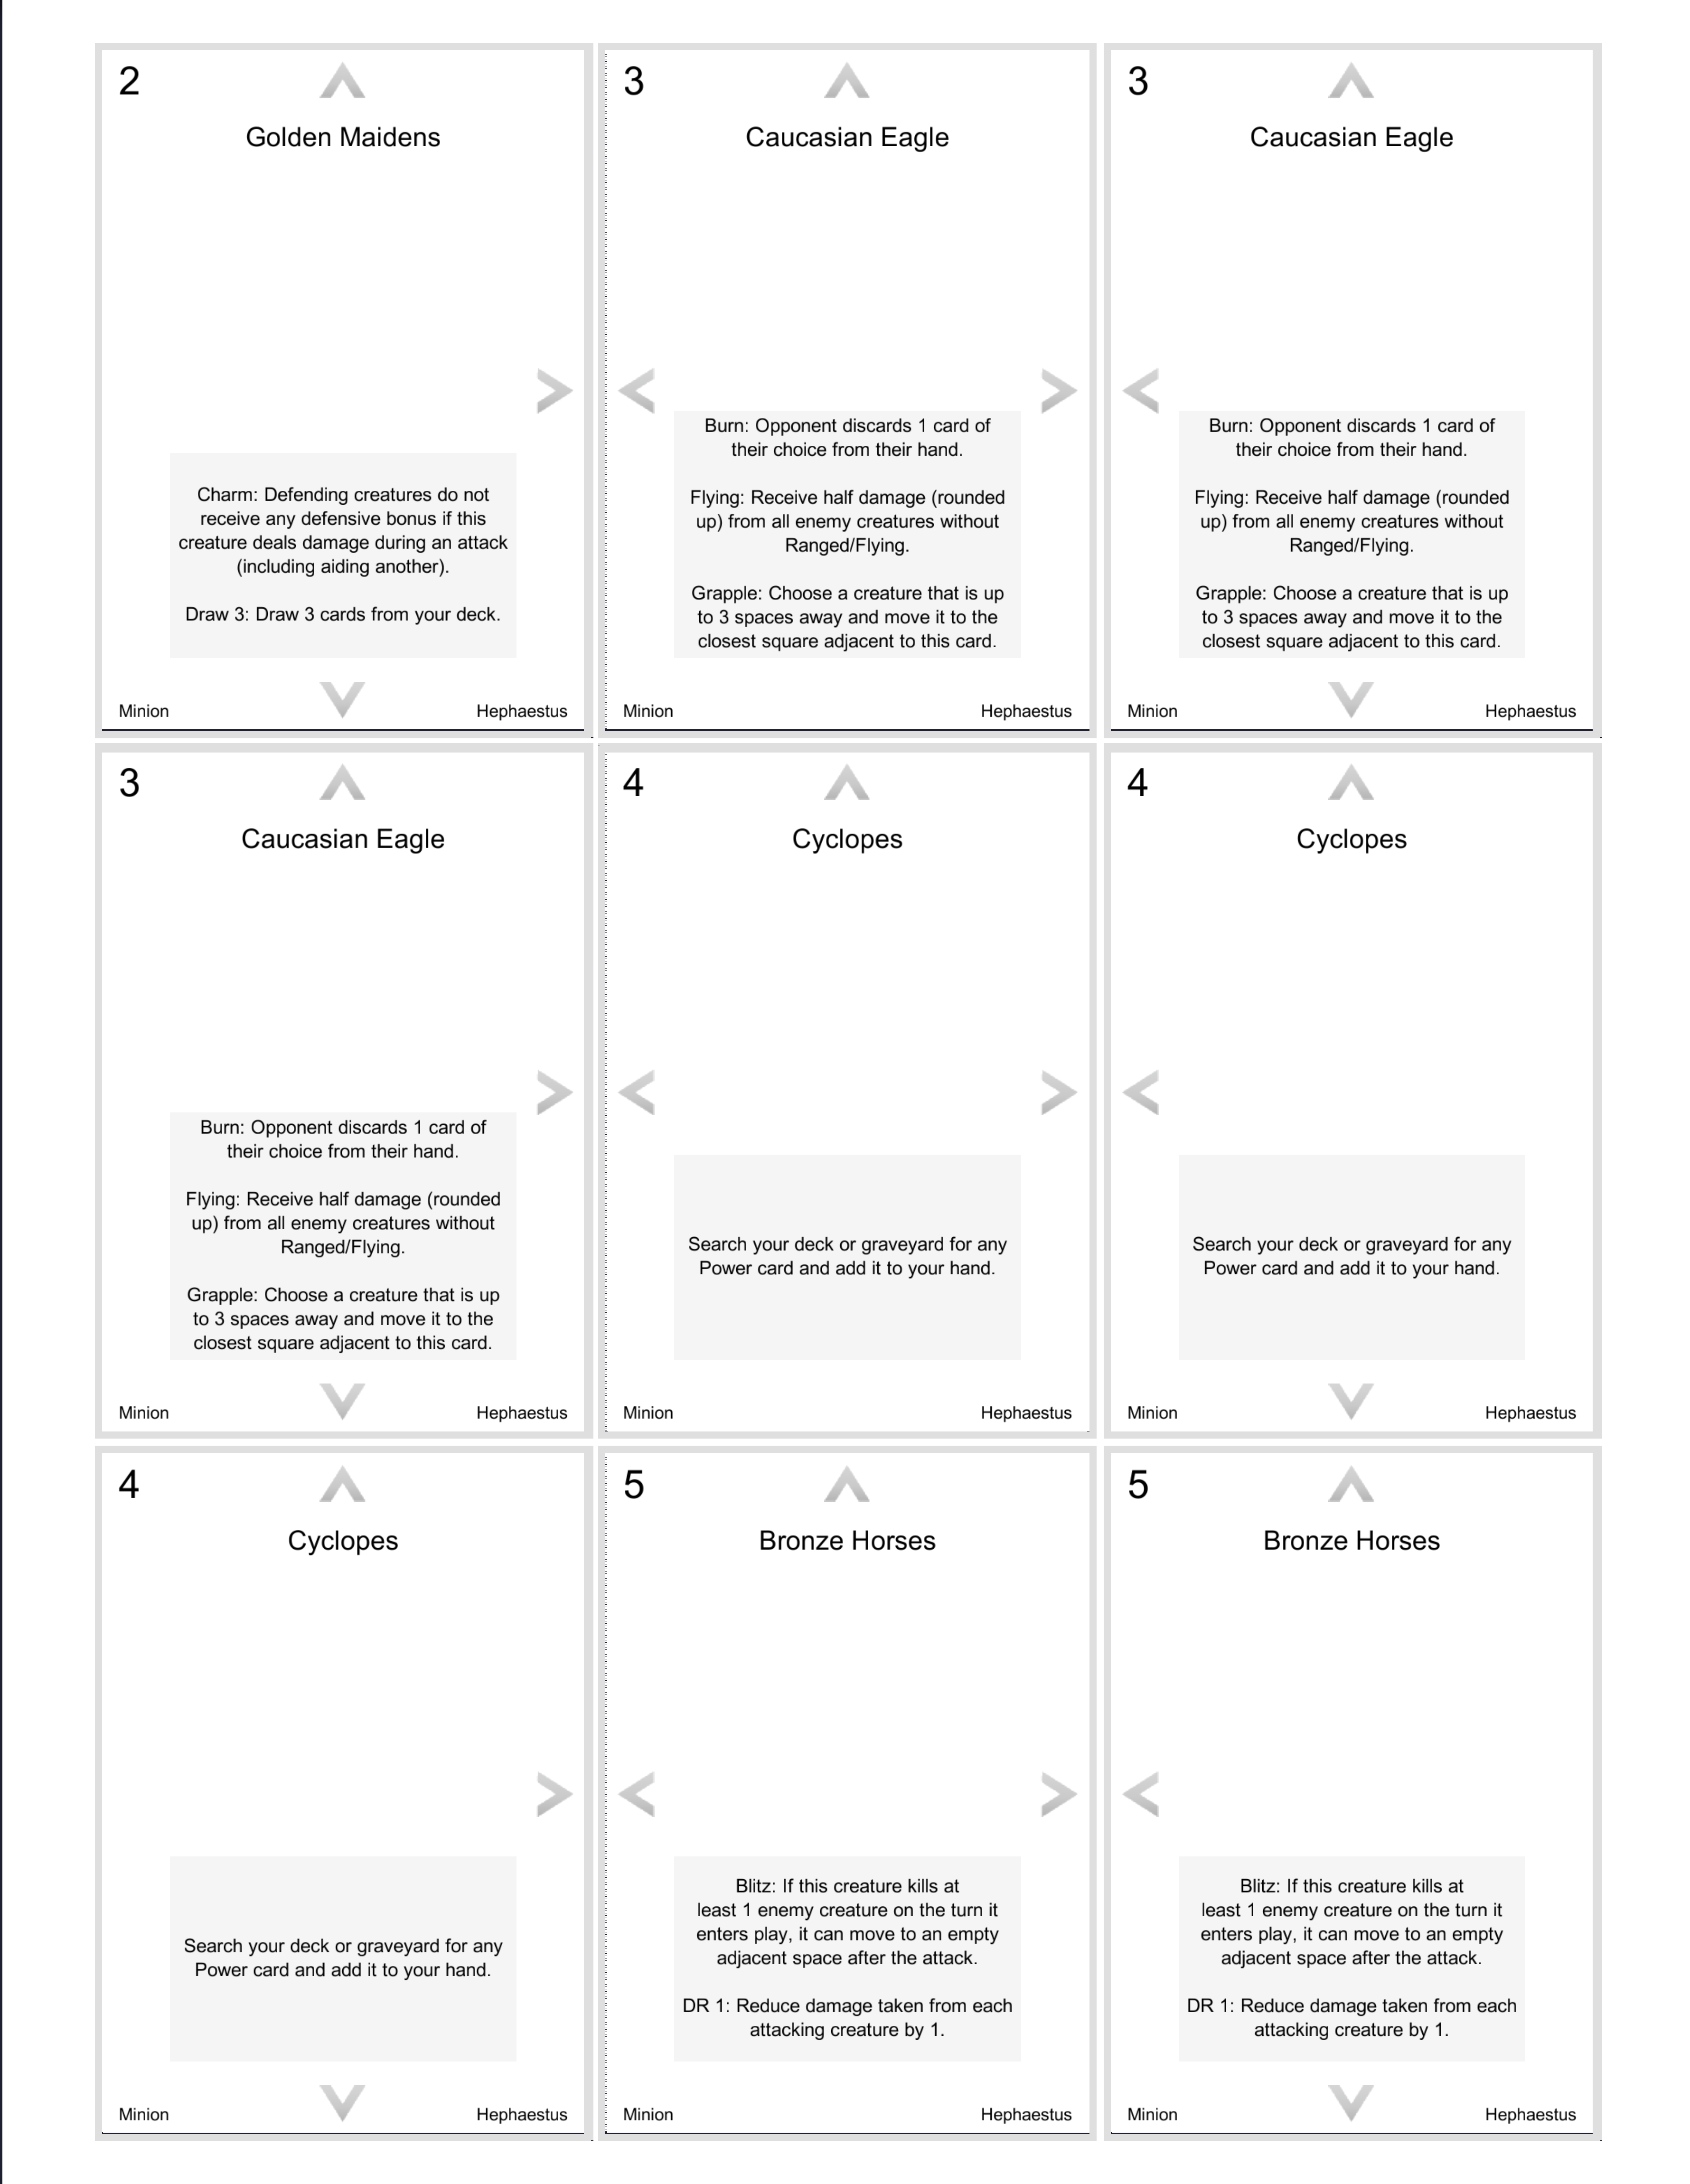 2
Golden Maidens
Charm: Defending creatures do not
receive any defensive bonus if this
creature deals damage during an attack
(including aiding another).
Draw 3: Draw 3 cards from your deck.
Minion
Hephaestus
3
Caucasian Eagle
Burn: Opponent discards 1 card of
their choice from their hand.
Flying: Receive half damage (rounded
up) from all enemy creatures without
Ranged/Flying.
Grapple: Choose a creature that is up
to 3 spaces away and move it to the
closest square adjacent to this card.
Minion
Hephaestus
3
Caucasian Eagle
Burn: Opponent discards 1 card of
their choice from their hand.
Flying: Receive half damage (rounded
up) from all enemy creatures without
Ranged/Flying.
Grapple: Choose a creature that is up
to 3 spaces away and move it to the
closest square adjacent to this card.
Minion
Hephaestus
3
Caucasian Eagle
Burn: Opponent discards 1 card of
their choice from their hand.
Flying: Receive half damage (rounded
up) from all enemy creatures without
Ranged/Flying.
Grapple: Choose a creature that is up
to 3 spaces away and move it to the
closest square adjacent to this card.
Minion
Hephaestus
4
Cyclopes
Search your deck or graveyard for any
Power card and add it to your hand.
Minion
Hephaestus
4
Cyclopes
Search your deck or graveyard for any
Power card and add it to your hand.
Minion
Hephaestus
4
Cyclopes
Search your deck or graveyard for any
Power card and add it to your hand.
Minion
Hephaestus
5
Bronze Horses
Blitz: If this creature kills at
least 1 enemy creature on the turn it
enters play, it can move to an empty
adjacent space after the attack.
DR 1: Reduce damage taken from each
attacking creature by 1.
Minion
Hephaestus
5
Bronze Horses
Blitz: If this creature kills at
least 1 enemy creature on the turn it
enters play, it can move to an empty
adjacent space after the attack.
DR 1: Reduce damage taken from each
attacking creature by 1.
Minion
Hephaestus